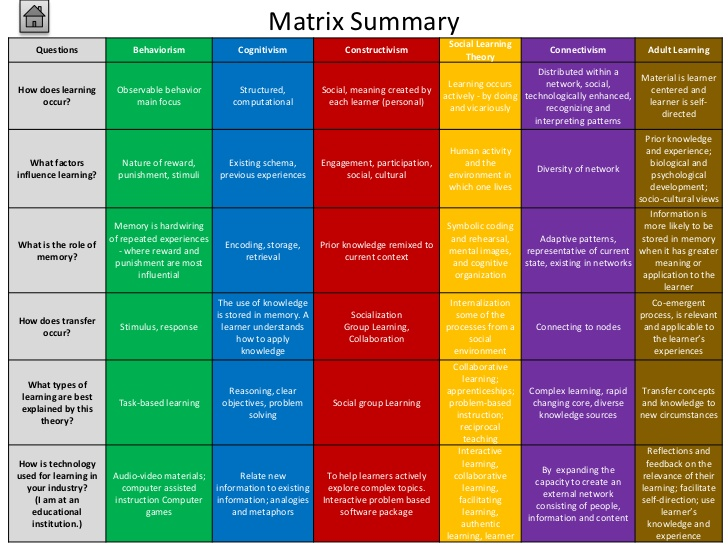 Matrix Summary
Questions
Behaviorism
Cognitivism
Constructivism
Social Learning
Theory
Connectivism
Adult Learning
How does learning
occur?
Observable behavior
main focus
Structured,
computational
Social, meaning created by
each learner (personal)
Learning occurs
actively - by doing
and vicariously
Distributed within a
network, social,
technologically enhanced,
recognizing and
interpreting patterns
Material is learner
centered and
learner is self-
directed
What factors
influence learning?
Nature of reward,
punishment, stimuli
Existing schema,
previous experiences
Engagement, participation,
social, cultural
Human activity
and the
environment in
which one lives
Diversity of network
Prior knowledge
and experience;
biological and
psychological
development;
socio-cultural views
What is the role of
memory?
Memory is hardwiring
of repeated experiences
- where reward and
punishment are most
influential
Encoding, storage,
retrieval
Prior knowledge remixed to
current context
Symbolic coding
and rehearsal,
mental images,
and cognitive
organization
Adaptive patterns,
representative of current
state, existing in networks
Information is
more likely to be
stored in memory
when it has greater
meaning or
application to the
learner
How does transfer
occur?
Stimulus, response
The use of knowledge
is stored in memory. A
learner understands
how to apply
knowledge
Socialization
Group Learning,
Collaboration
Internalization
some of the
processes from a
social
environment
Connecting to nodes
Co-emergent
process, is relevant
and applicable to
the learner's
experiences
What types of
learning are best
explained by this
theory?
Task-based learning
Reasoning, clear
objectives, problem
solving
Social group Learning
Collaborative
learning;
apprenticeships;
problem-based
instruction;
reciprocal
teaching
Complex learning, rapid
changing core, diverse
knowledge sources
Transfer concepts
and knowledge to
new circumstances
How is technology
used for learning in
your industry?
(I am at an
educational
institution.)
Audio-video materials;
computer assisted
instruction Computer
games
Relate new
information to existing
information; analogies
and metaphors
To help learners actively
explore complex topics.
Interactive problem based
software package
Interactive
learning,
collaborative
learning,
facilitating
learning,
authentic
learning, learner
By expanding the
capacity to create an
external network
consisting of people,
information and content
Reflections and
feedback on the
relevance of their
learning; facilitate
self-direction; use
learner's
knowledge and
experience